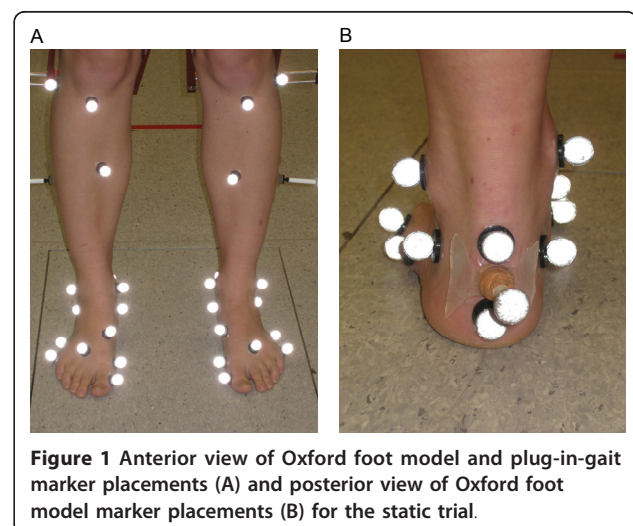 A
B
Figure 1 Anterior view of Oxford foot model and plug-in-gait
marker placements (A) and posterior view of Oxford foot
model marker placements (B) for the static trial.